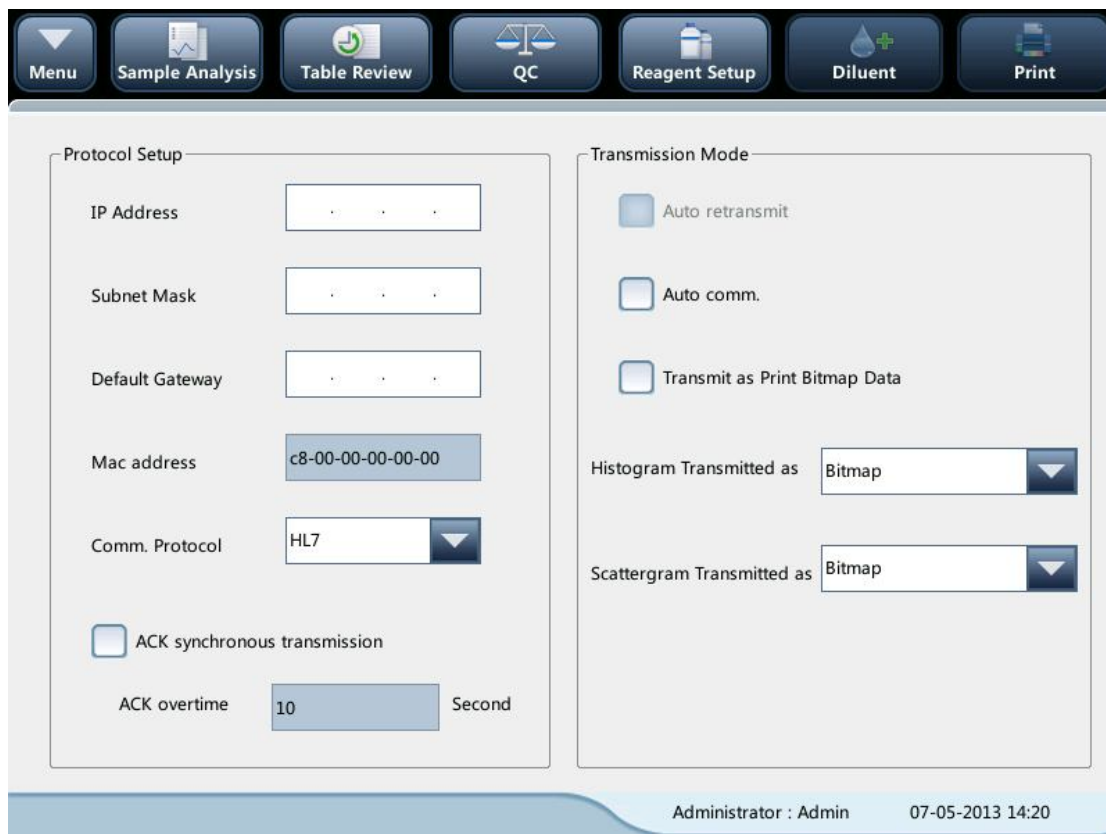 Menu
Sample Analysis
Table Review
QC
Reagent Setup
Diluent
Print
Protocol Setup
IP Address
. . .
Subnet Mask
. . .
Default Gateway
. . .
Mac address
c8-00-00-00-00-00
Comm. Protocol
HL7
ACK synchronous transmission
ACK overtime
10
Second
Transmission Mode
Auto retransmit
Auto comm.
Transmit as Print Bitmap Data
Histogram Transmitted as
Bitmap
Scattergram Transmitted as
Bitmap
Administrator : Admin
07-05-2013 14:20